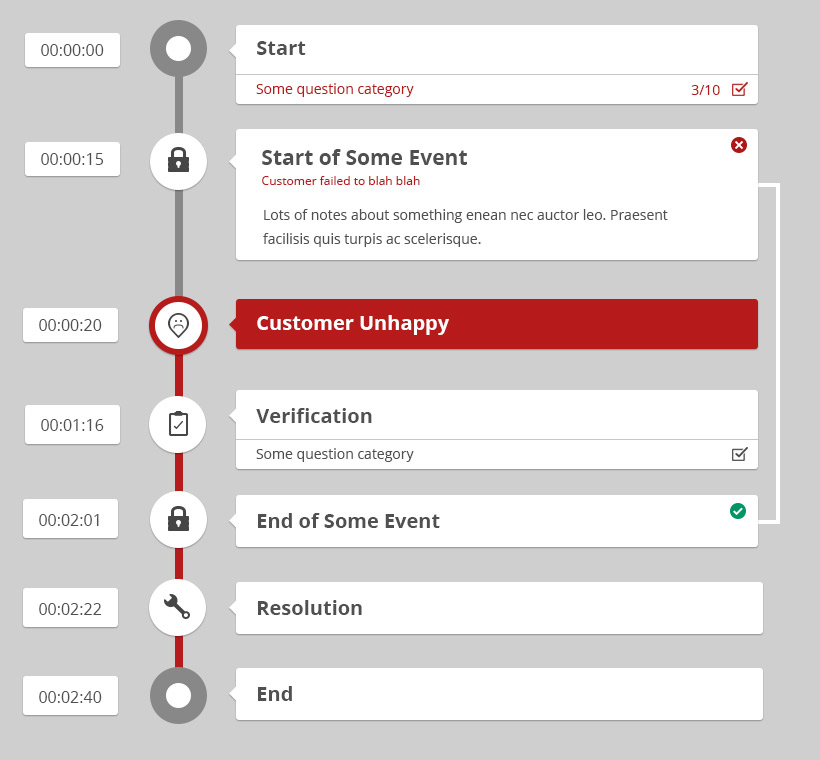 00:00:00
Start
Some question category 3/10
00:00:15
Start of Some Event
Customer failed to blah blah
Lots of notes about something enean nec auctor leo. Praesent
facilisis quis turpis ac scelerisque.
00:00:20
Customer Unhappy
00:01:16
Verification
Some question category
00:02:01
End of Some Event
00:02:22
Resolution
00:02:40
End